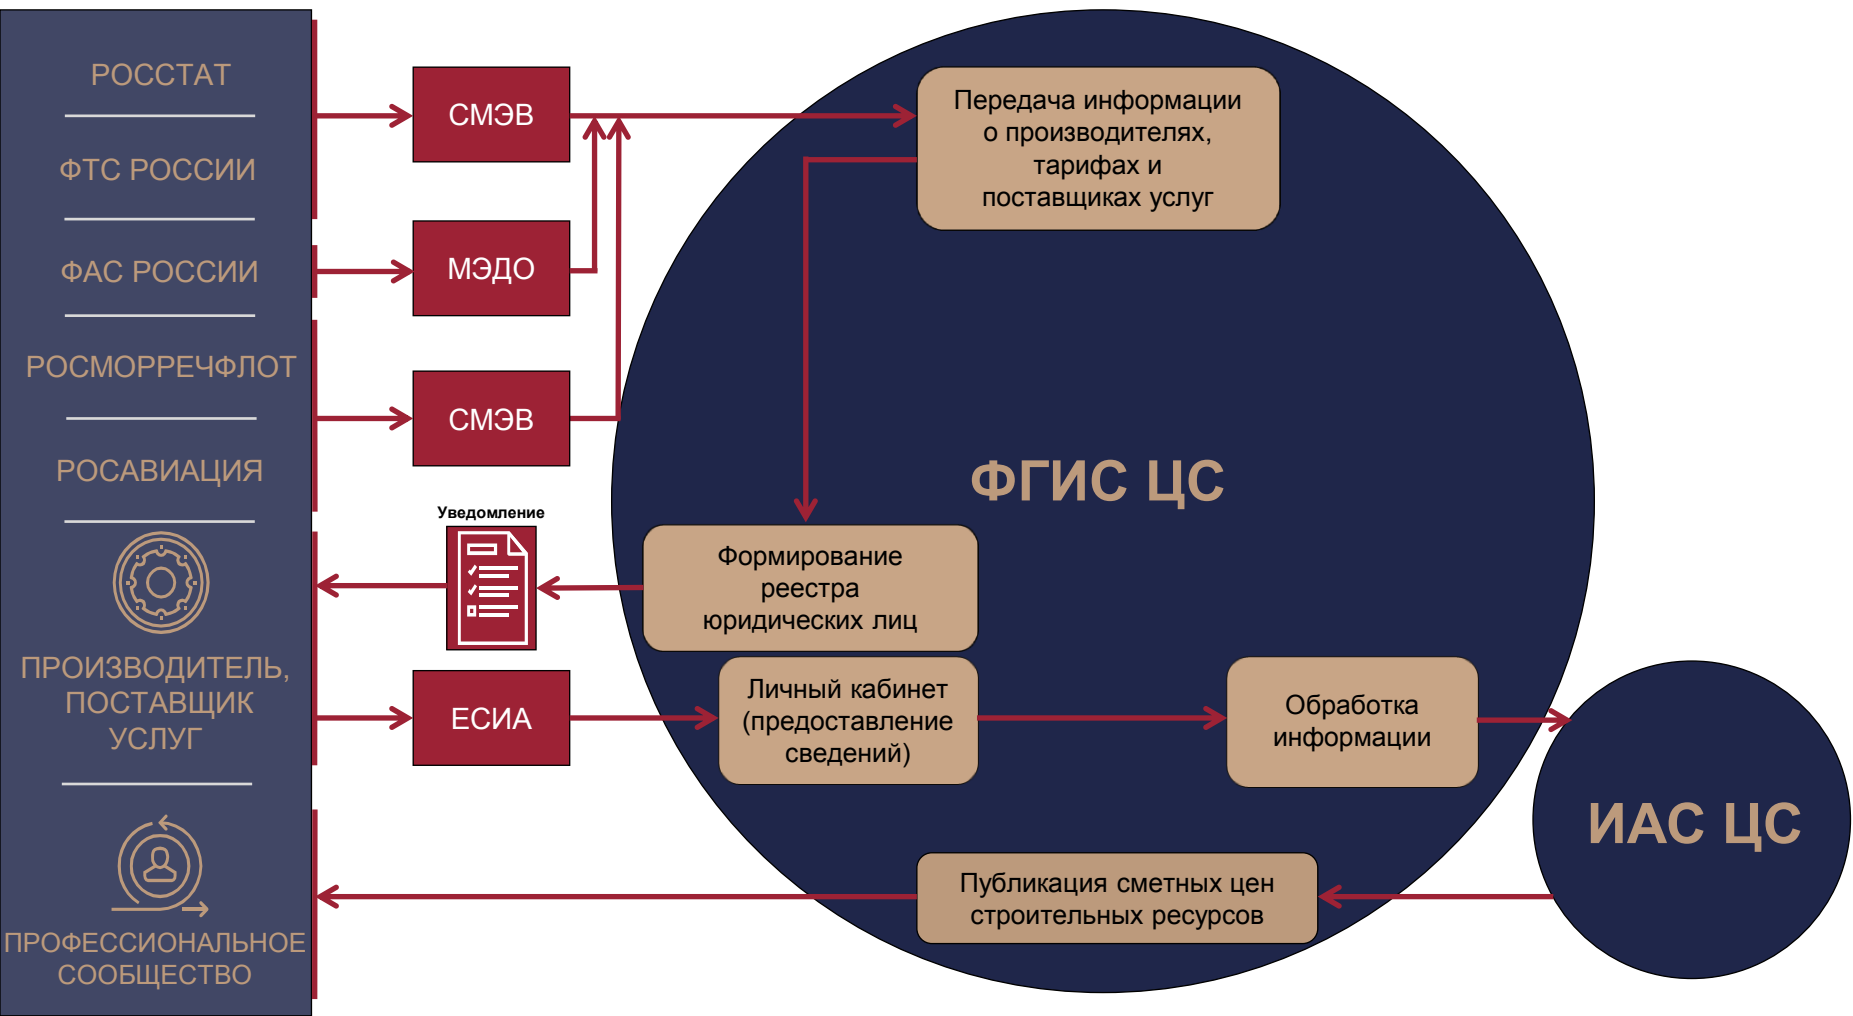 РОССТАТ
ФТС РОССИИ
ФАС РОССИИ
РОСМОРРЕЧФЛОТ
РОСАВИАЦИЯ
ПРОИЗВОДИТЕЛЬ,
ПОСТАВЩИК
УСЛУГ
ПРОФЕССИОНАЛЬНОЕ
СООБЩЕСТВО
СМЭВ
МЭДО
СМЭВ
Уведомление
ЕСИА
Передача информации
о производителях,
тарифах и
поставщиках услуг
ФГИС ЦС
Формирование
реестра
юридических лиц
Личный кабинет
(предоставление
сведений)
Обработка
информации
Публикация сметных цен
строительных ресурсов
ИАС ЦС